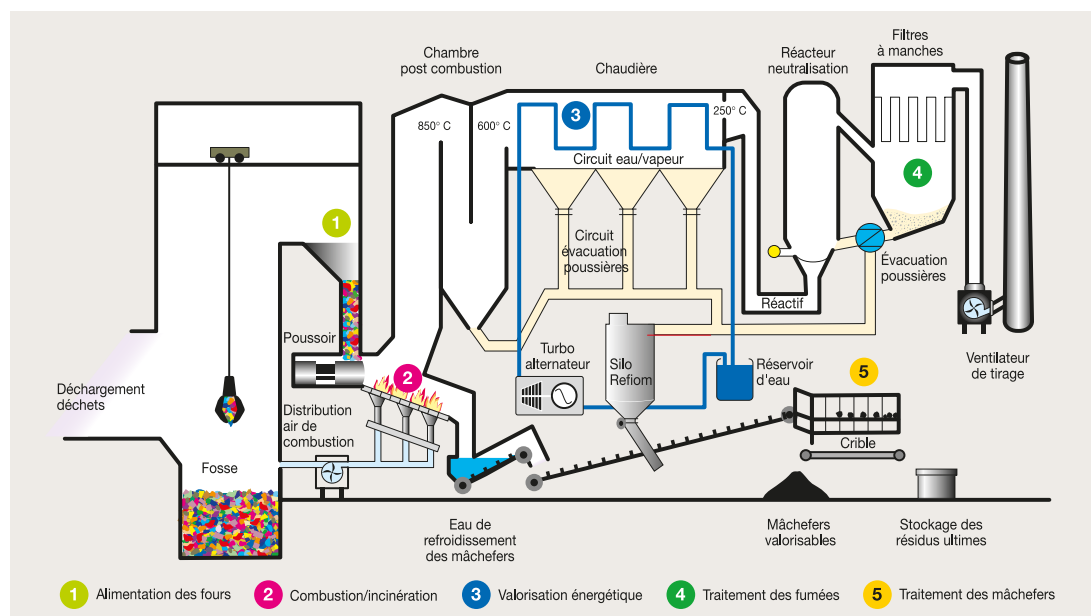 Chambre
post combustion
Chaudière
Réacteur
neutralisation
Filtres
à manches
850° C
600° C
3
250° C
Circuit eau/vapeur
4
1
Circuit
évacuation
poussières
Évacuation
poussières
Réactif
Poussoir
2
Turbo
alternateur
Silo
Refiom
Réservoir
d'eau
5
Ventilateur
de tirage
Déchargement
déchets
Distribution
air de
combustion
Crible
Fosse
Eau de
refroidissement
des mâchefers
Mâchefers
valorisables
Stockage des
résidus ultimes
1 Alimentation des fours
2 Combustion/incinération
3 Valorisation énergétique
4 Traitement des fumées
5 Traitement des mâchefers